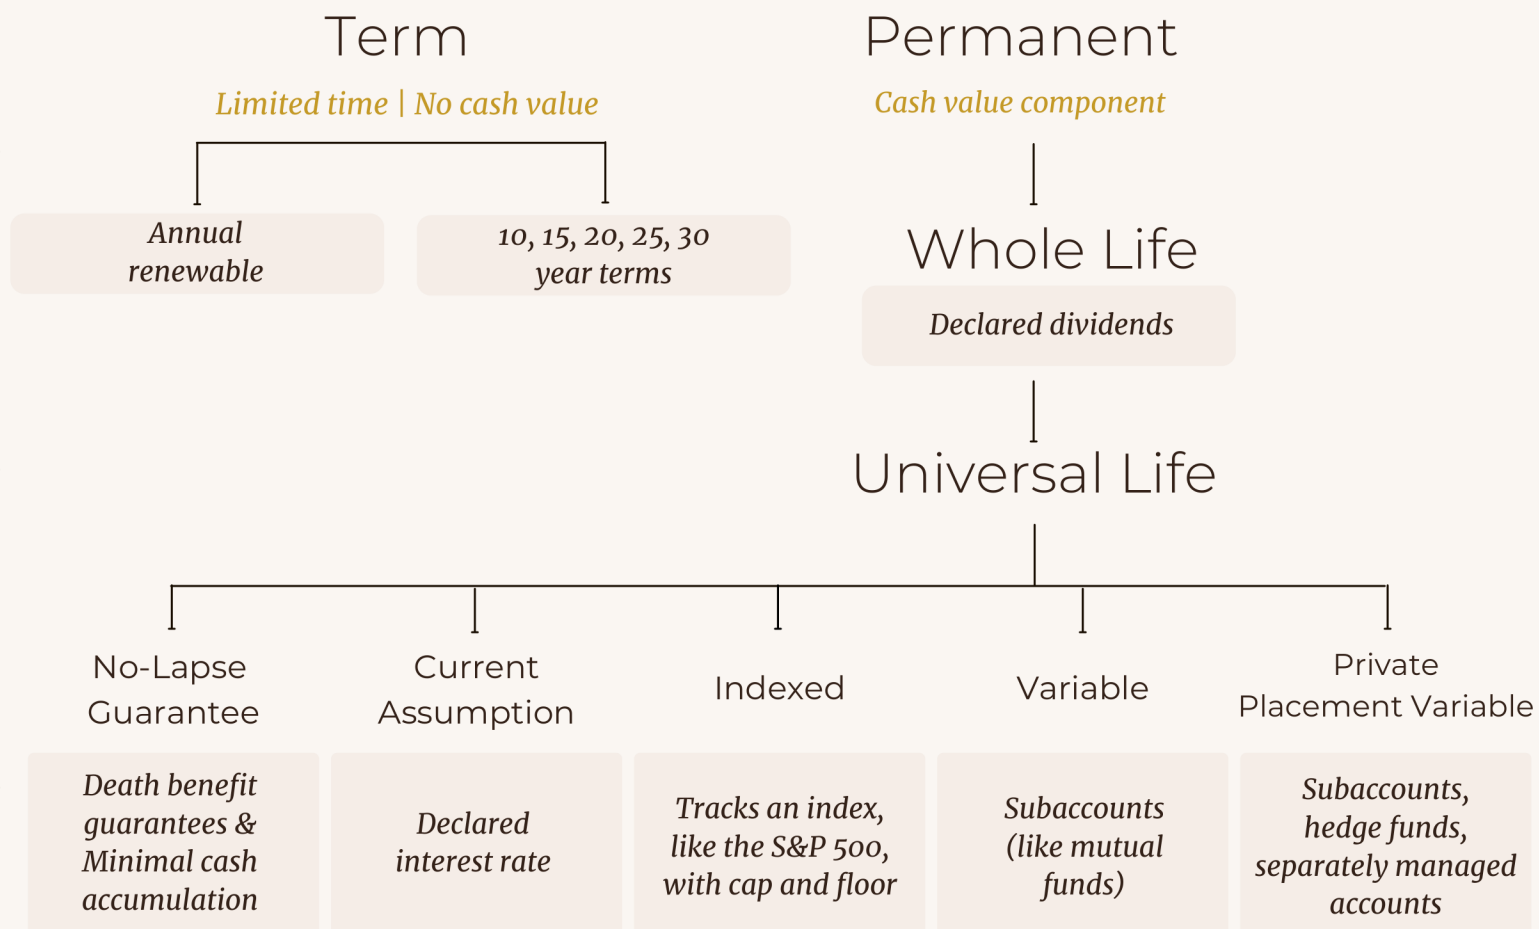 Term
Limited time | No cash value
Annual
renewable
10, 15, 20, 25, 30
year terms
Permanent
Cash value component
Whole Life
Declared dividends
Universal Life
No-Lapse
Guarantee
Death benefit
guarantees &
Minimal cash
accumulation
Current
Assumption
Declared
interest rate
Indexed
Tracks an index,
like the S&P 500,
with cap and floor
Variable
Subaccounts
(like mutual
funds)
Private
Placement Variable
Subaccounts,
hedge funds,
separately managed
accounts